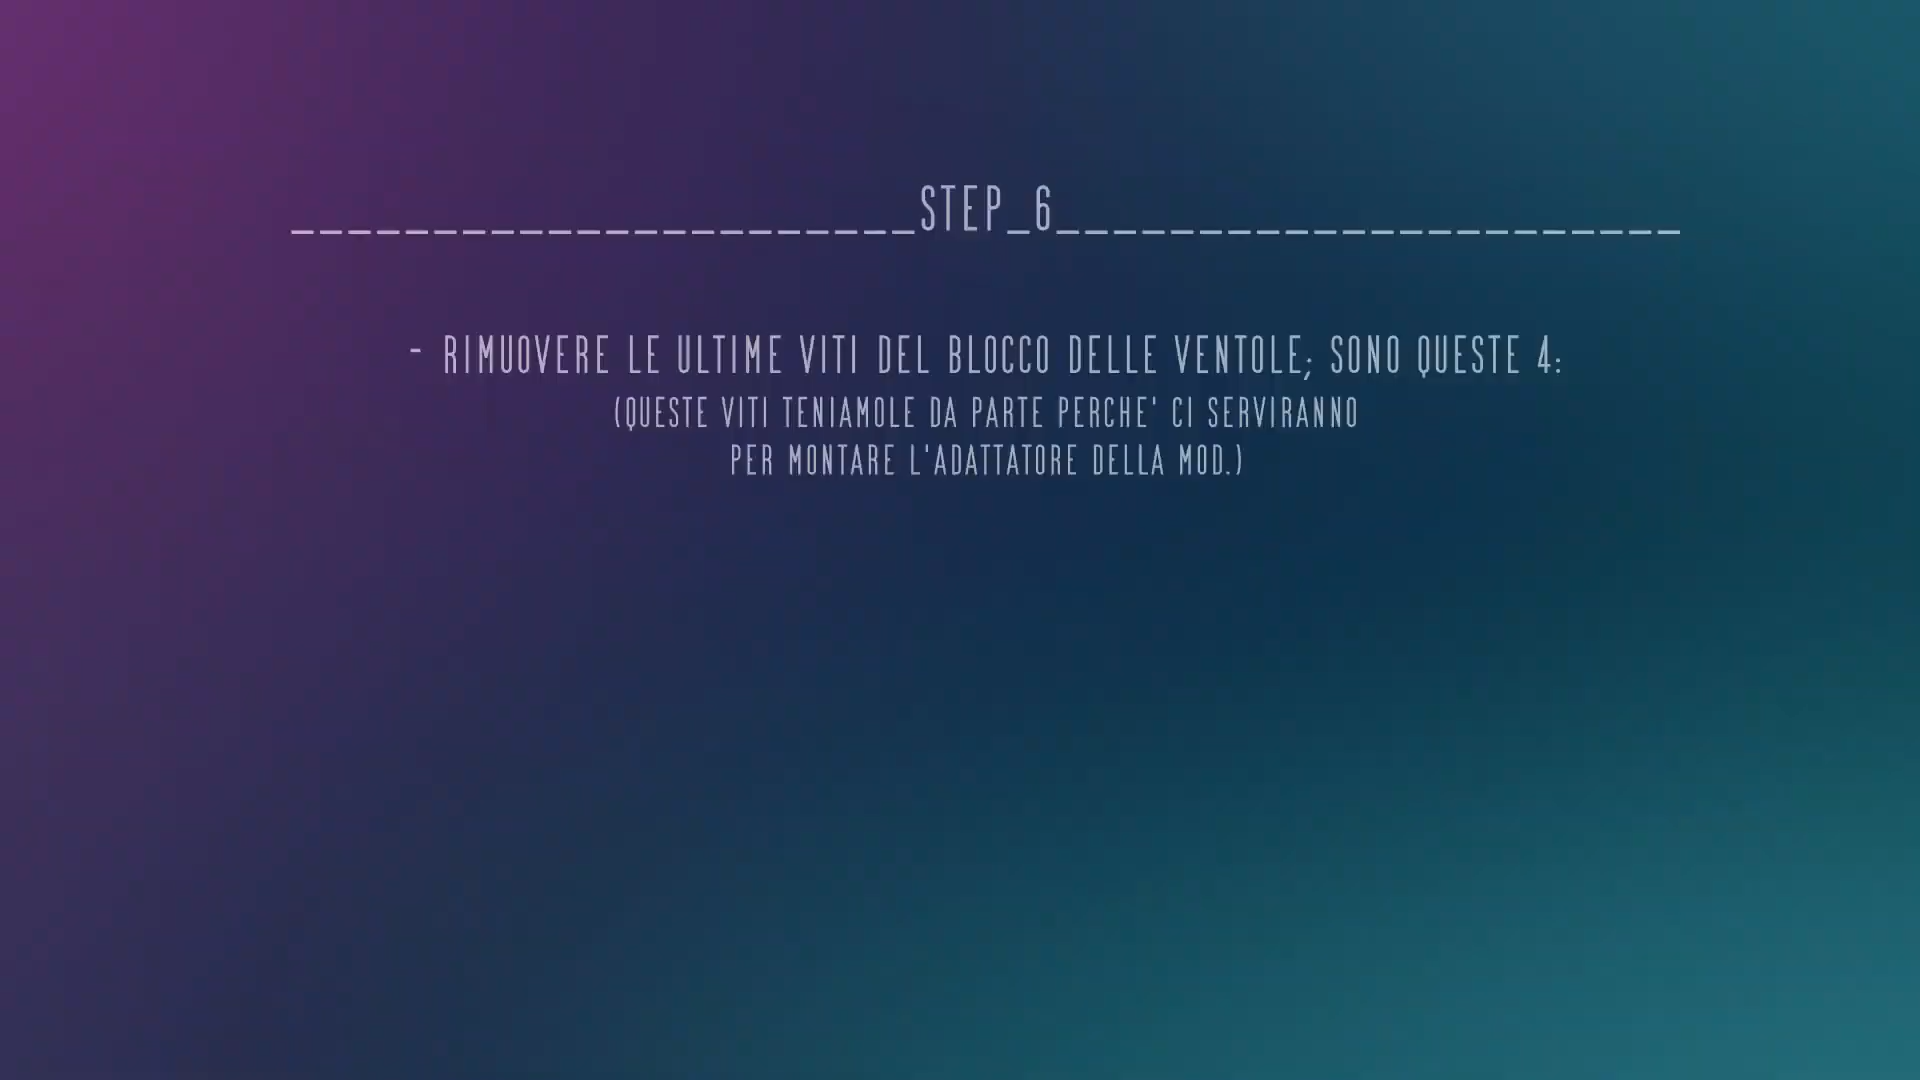 ______________________STEP_6______________________
- RIMUOVERE LE ULTIME VITI DEL BLOCCO DELLE VENTOLE; SONO QUESTE 4:
(QUESTE VITI TENIAMOLE DA PARTE PERCHE' CI SERVIRANNO
PER MONTARE L'ADATTATORE DELLA MOD.)